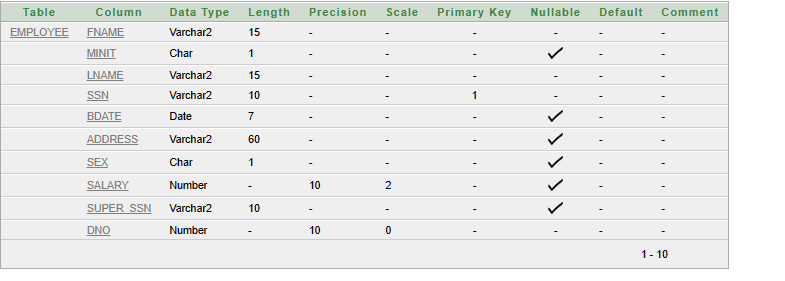 Table Column Data Type Length Precision Scale Primary Key Nullable Default Comment
EMPLOYEE FNAME Varchar2 15 - - - - - -
MINIT Char 1 - - - ✓ - -
LNAME Varchar2 15 - - - - - -
SSN Varchar2 10 - - 1 - - -
BDATE Date 7 - - - ✓ - -
ADDRESS Varchar2 60 - - - ✓ - -
SEX Char 1 - - - ✓ - -
SALARY Number - 10 2 - ✓ - -
SUPER_SSN Varchar2 10 - - - ✓ - -
DNO Number - 10 0 - - - -
1 - 10